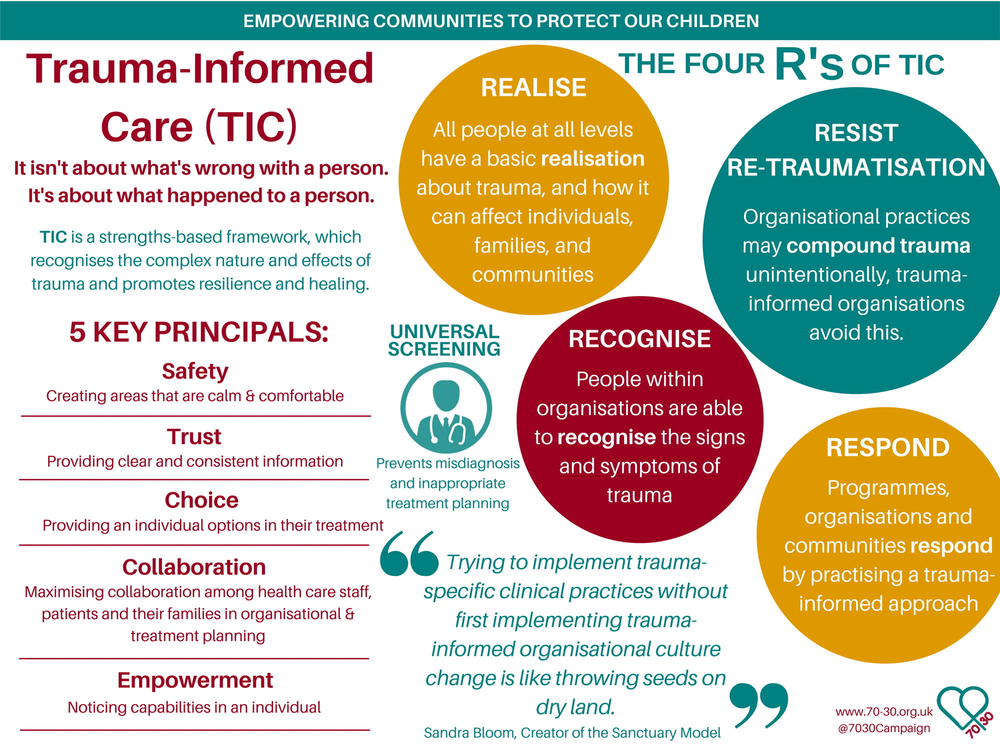 EMPOWERING COMMUNITIES TO PROTECT OUR CHILDREN
Trauma-Informed
Care (TIC)
It isn't about what's wrong with a person.
It's about what happened to a person.
TIC is a strengths-based framework, which
recognises the complex nature and effects of
trauma and promotes resilience and healing.
5 KEY PRINCIPALS:
Safety
Creating areas that are calm & comfortable
Trust
Providing clear and consistent information
Choice
Providing an individual options in their treatment
Collaboration
Maximising collaboration among health care staff,
patients and their families in organisational &
treatment planning
Empowerment
Noticing capabilities in an individual
THE FOUR R's OF TIC
REALISE
All people at all levels
have a basic realisation
about trauma, and how it
can affect individuals,
families, and
communities
RESIST
RE-TRAUMATISATION
Organisational practices
may compound trauma
unintentionally, trauma-
informed organisations
avoid this.
UNIVERSAL
SCREENING
Prevents misdiagnosis
and inappropriate
treatment planning
RECOGNISE
People within
organisations are able
to recognise the signs
and symptoms of
trauma
RESPOND
Programmes,
organisations and
communities respond
by practising a trauma-
informed approach
“ Trying to implement trauma-
specific clinical practices without
first implementing trauma-
informed organisational culture
change is like throwing seeds on
dry land. ”
Sandra Bloom, Creator of the Sanctuary Model
www.70-30.org.uk
@7030Campaign
70 30